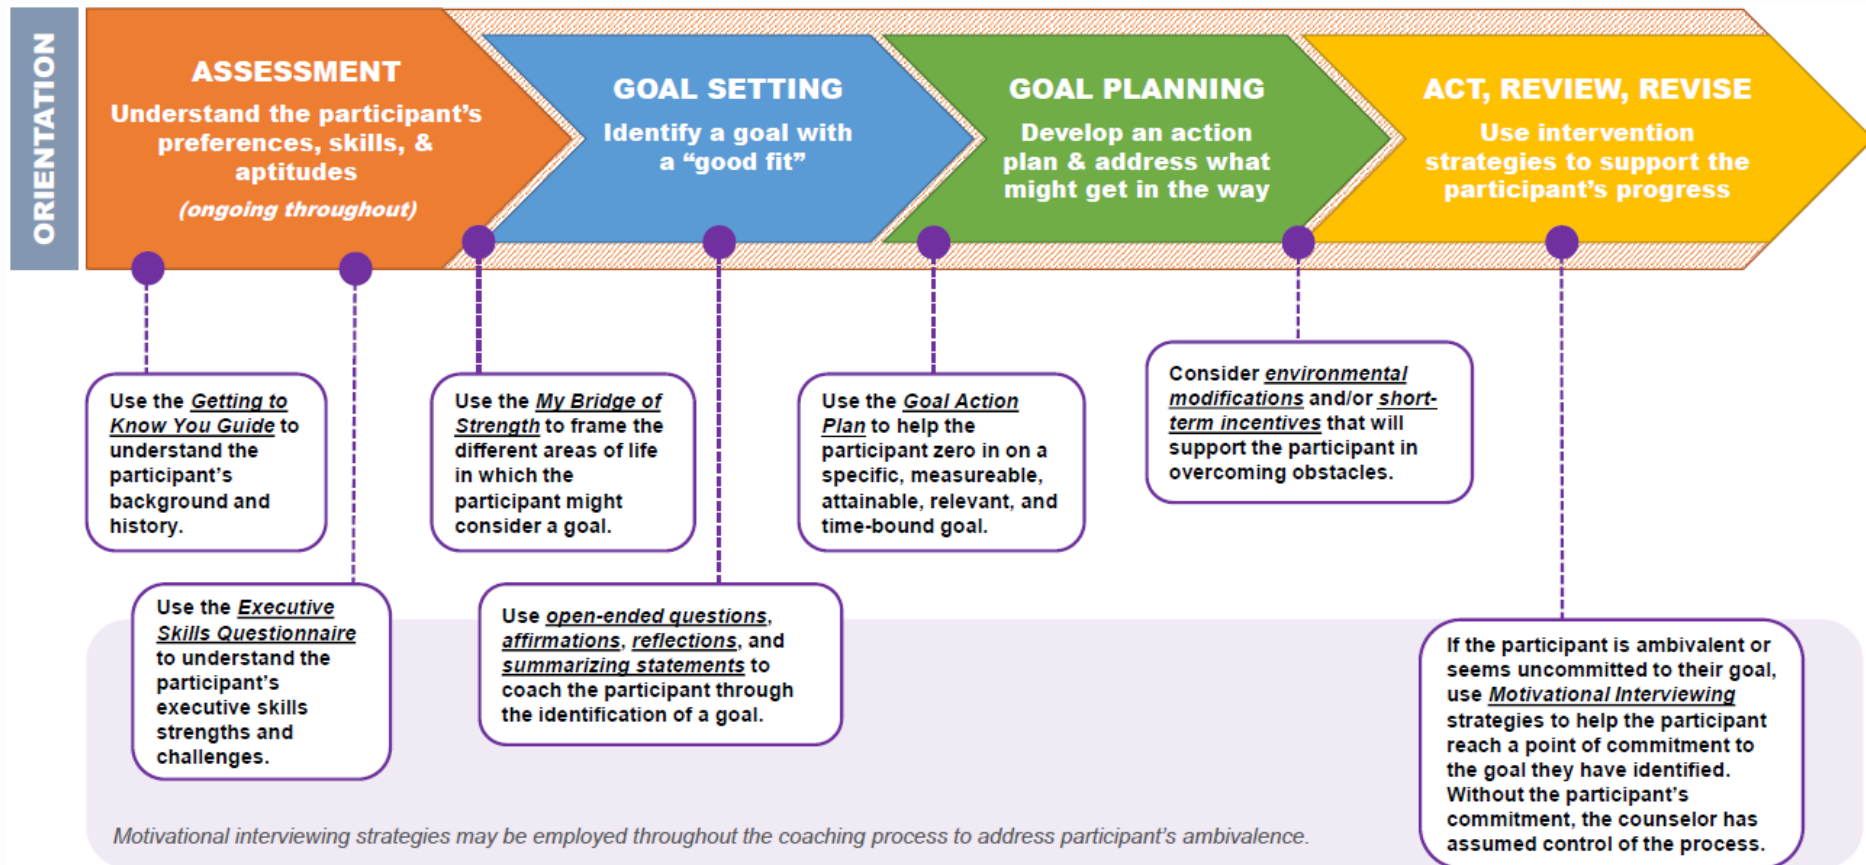 ORIENTATION
ASSESSMENT
Understand the participant's
preferences, skills, &
aptitudes
(ongoing throughout)
GOAL SETTING
Identify a goal with
a “good fit”
GOAL PLANNING
Develop an action
plan & address what
might get in the way
ACT, REVIEW, REVISE
Use intervention
strategies to support the
participant's progress
Use the Getting to
Know You Guide to
understand the
participant's
background and
history.
Use the Executive
Skills Questionnaire
to understand the
participant's
executive skills
strengths and
challenges.
Use the My Bridge of
Strength to frame the
different areas of life
in which the
participant might
consider a goal.
Use open-ended questions,
affirmations, reflections, and
summarizing statements to
coach the participant through
the identification of a goal.
Use the Goal Action
Plan to help the
participant zero in on a
specific, measureable,
attainable, relevant, and
time-bound goal.
Consider environmental
modifications and/or short-
term incentives that will
support the participant in
overcoming obstacles.
If the participant is ambivalent or
seems uncommitted to their goal,
use Motivational Interviewing
strategies to help the participant
reach a point of commitment to
the goal they have identified.
Without the participant's
commitment, the counselor has
assumed control of the process.
Motivational interviewing strategies may be employed throughout the coaching process to address participant's ambivalence.